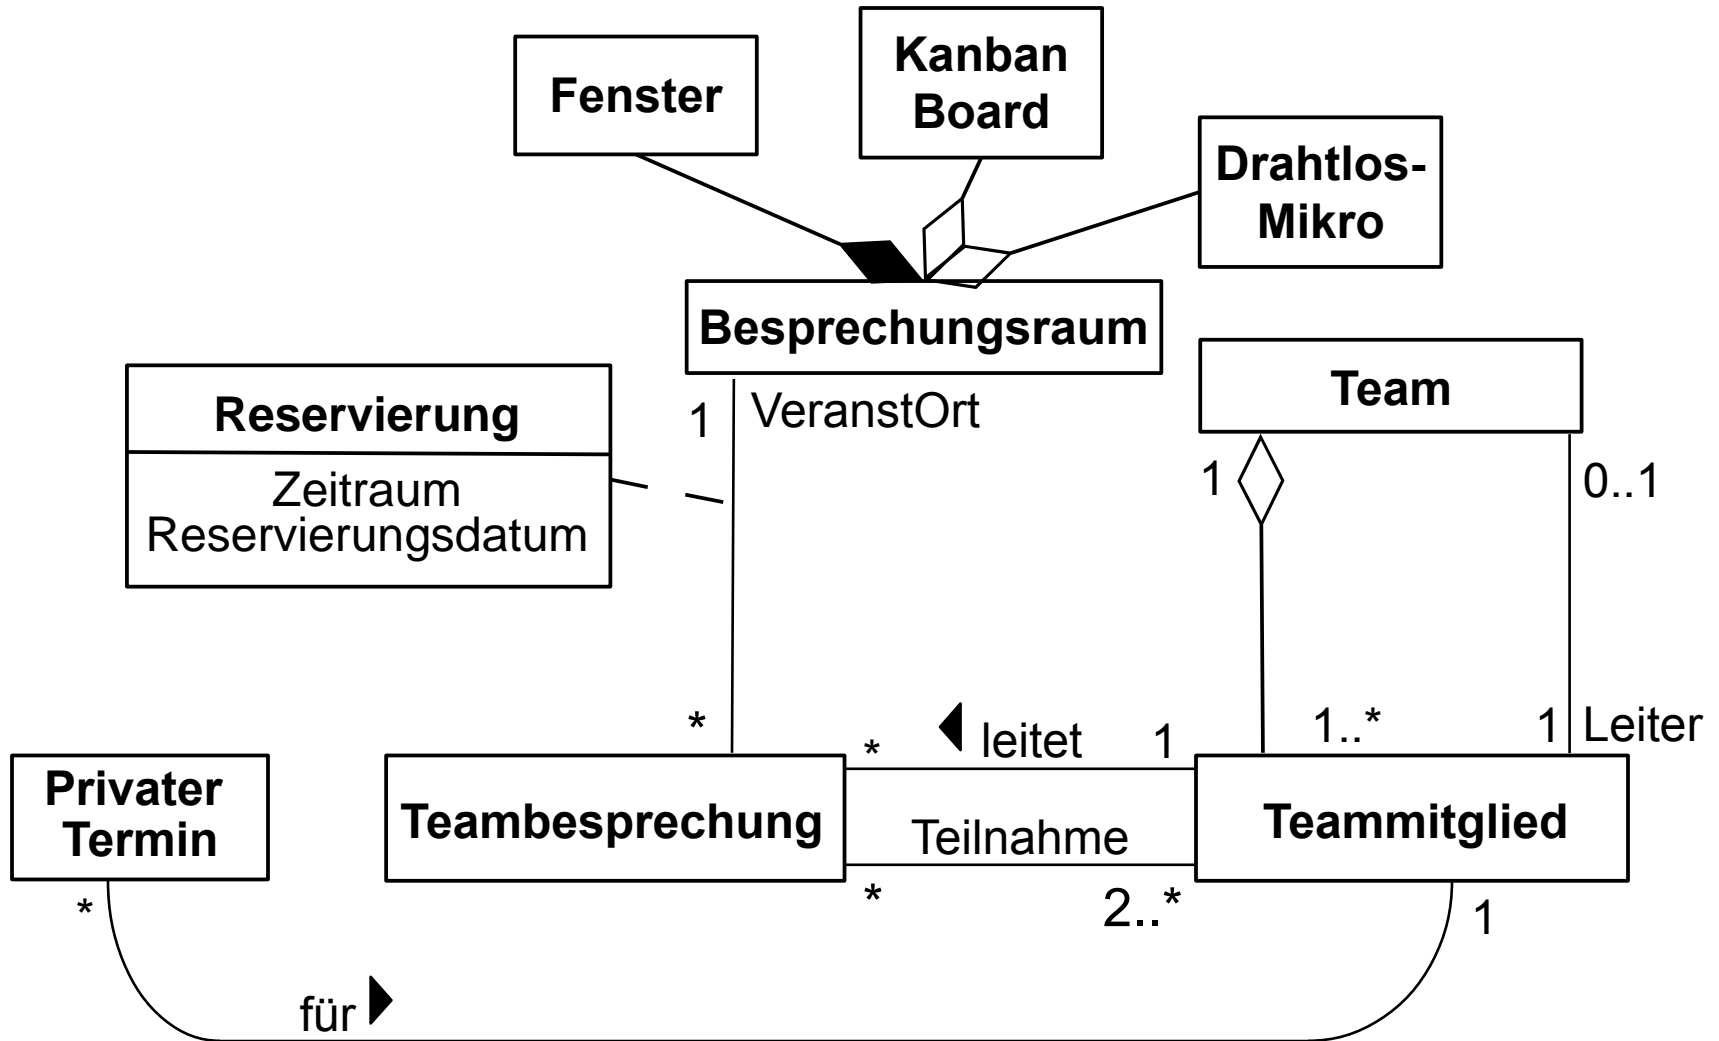 Fenster
Kanban
Board
Drahtlos-
Mikro
Besprechungsraum
Team
Reservierung
Zeitraum
Reservierungsdatum
1
VeranstOrt
1
0..1
*
*
leitet
1
1..*
1
Leiter
Privater
Termin
Teambesprechung
Teilnahme
Teammitglied
*
*
2..*
1
für